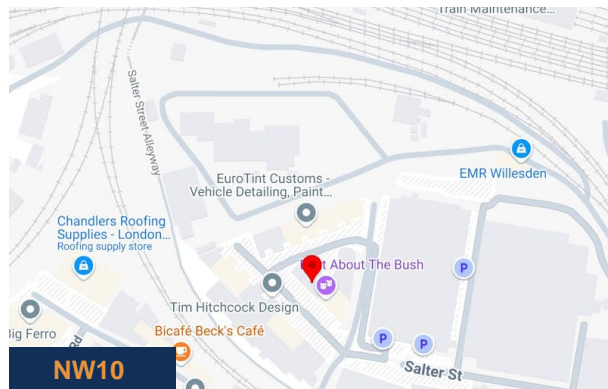 Train Maintenance...
Salter Street Alleyway
EuroTint Customs -
Vehicle Detailing, Paint...
EMR Willesden
Chandlers Roofing
Supplies - London...
Roofing supply store
About The Bush
P
Tim Hitchcock Design
Big Ferro
Rd
Bicafé Beck's Café
P
P
Salter St
NW10